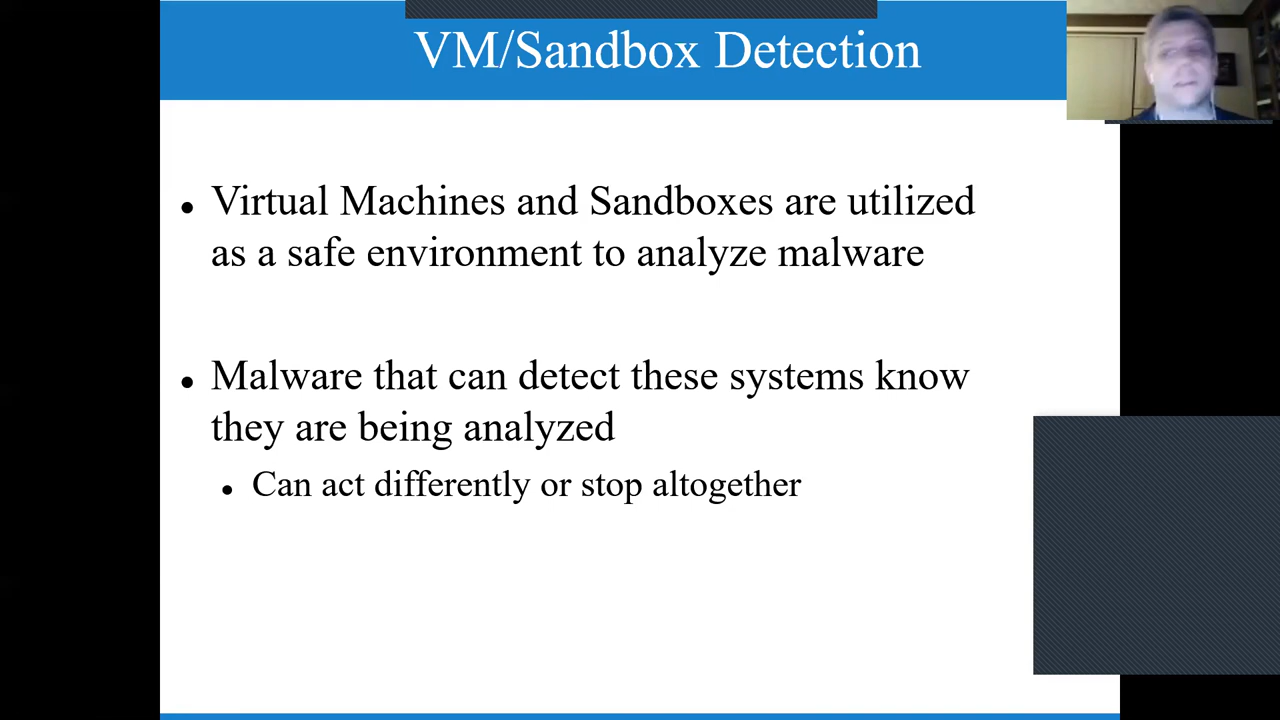 VM/Sandbox Detection
Virtual Machines and Sandboxes are utilized
as a safe environment to analyze malware
Malware that can detect these systems know
they are being analyzed
Can act differently or stop altogether